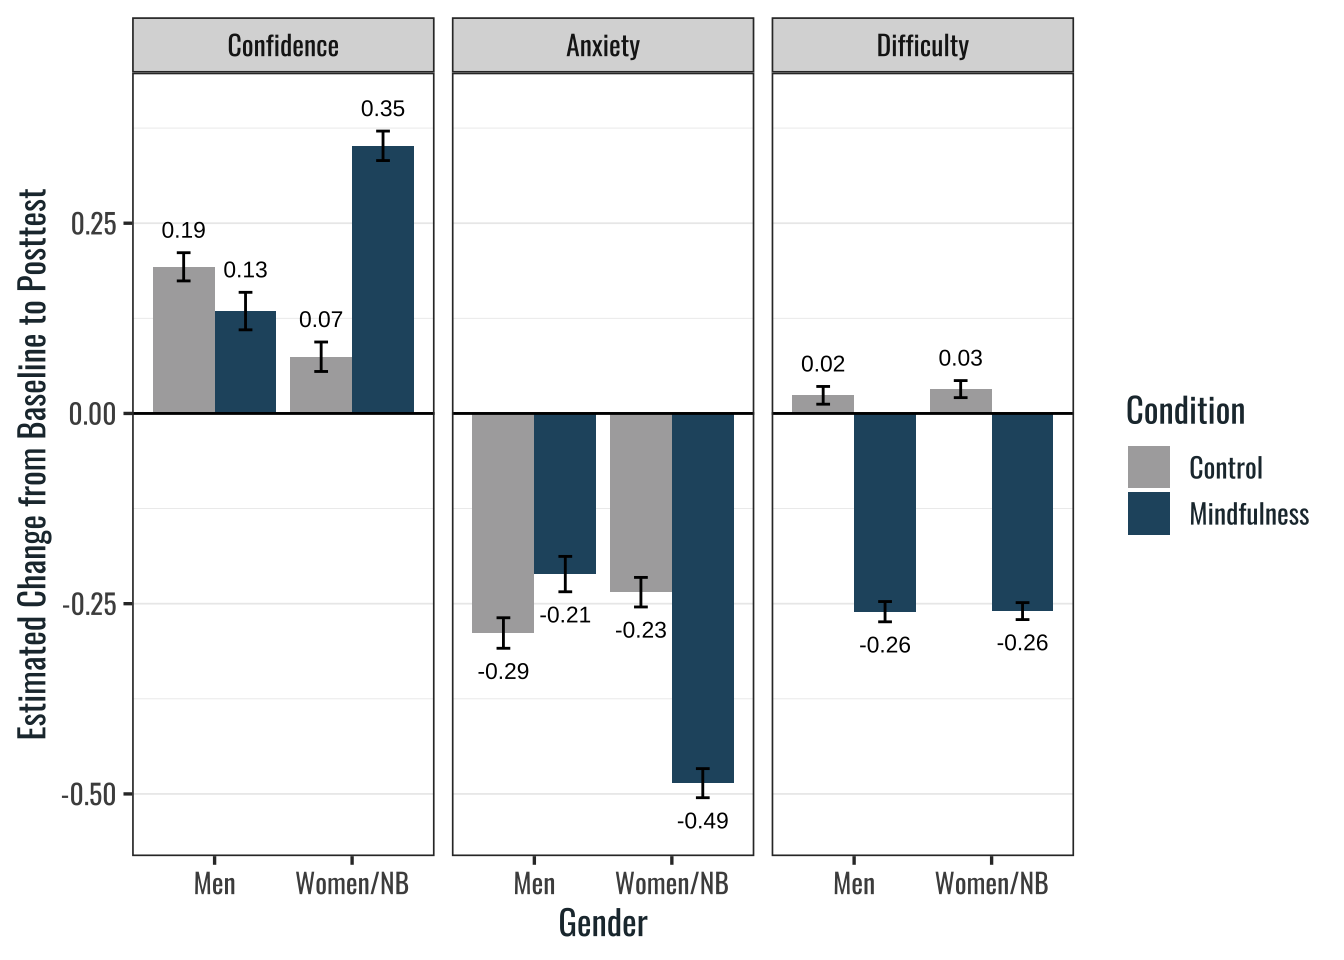 Confidence
Anxiety
Difficulty
Estimated Change from Baseline to Posttest
0.25
0.00
-0.25
-0.50
0.19
0.13
0.07
0.35
-0.29
-0.21
-0.23
-0.49
0.02
-0.26
0.03
-0.26
Men
Women/NB
Men
Women/NB
Men
Women/NB
Gender
Condition
Control
Mindfulness